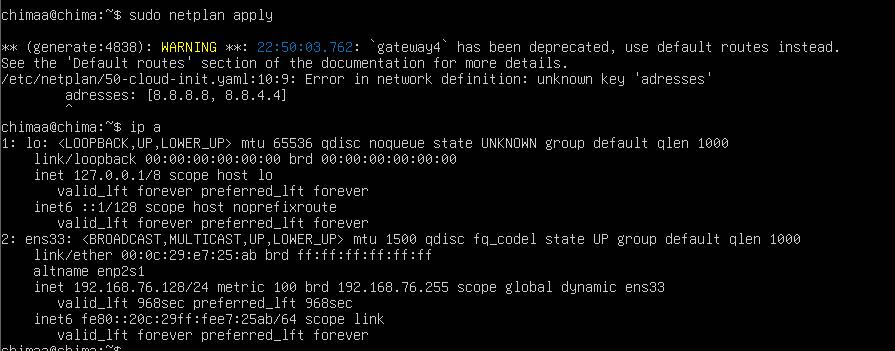 chimaa@chima:~$ sudo netplan apply
** (generate:4838): WARNING **: 22:50:03.762: `gateway4` has been deprecated, use default routes instead.
See the 'Default routes' section of the documentation for more details.
/etc/netplan/50-cloud-init.yaml:10:9: Error in network definition: unknown key 'adresses'
        adresses: [8.8.8.8, 8.8.4.4]
        ^
chimaa@chima:~$ ip a
1: lo: <LOOPBACK,UP,LOWER_UP> mtu 65536 qdisc noqueue state UNKNOWN group default qlen 1000
    link/loopback 00:00:00:00:00:00 brd 00:00:00:00:00:00
    inet 127.0.0.1/8 scope host lo
       valid_lft forever preferred_lft forever
    inet6 ::1/128 scope host noprefixroute
       valid_lft forever preferred_lft forever
2: ens33: <BROADCAST,MULTICAST,UP,LOWER_UP> mtu 1500 qdisc fq_codel state UP group default qlen 1000
    link/ether 00:0c:29:e7:25:ab brd ff:ff:ff:ff:ff:ff
    altname enp2s1
    inet 192.168.76.128/24 metric 100 brd 192.168.76.255 scope global dynamic ens33
       valid_lft 968sec preferred_lft 968sec
    inet6 fe80::20c:29ff:fee7:25ab/64 scope link
       valid_lft forever preferred_lft forever
chimaa@chima:~$